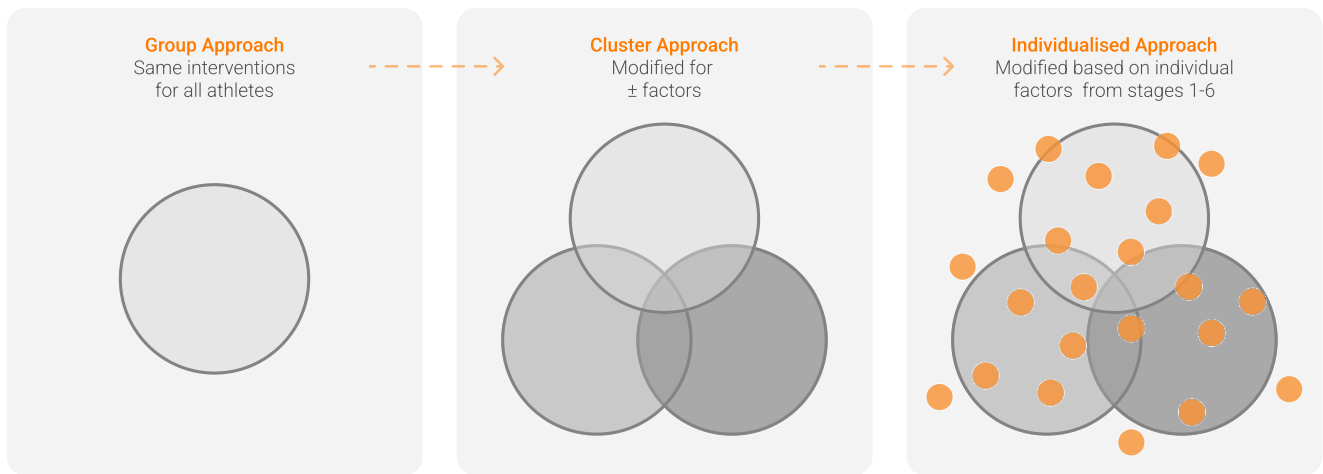 Group Approach
Same interventions
for all athletes
Cluster Approach
Modified for
± factors
Individualised Approach
Modified based on individual
factors from stages 1-6